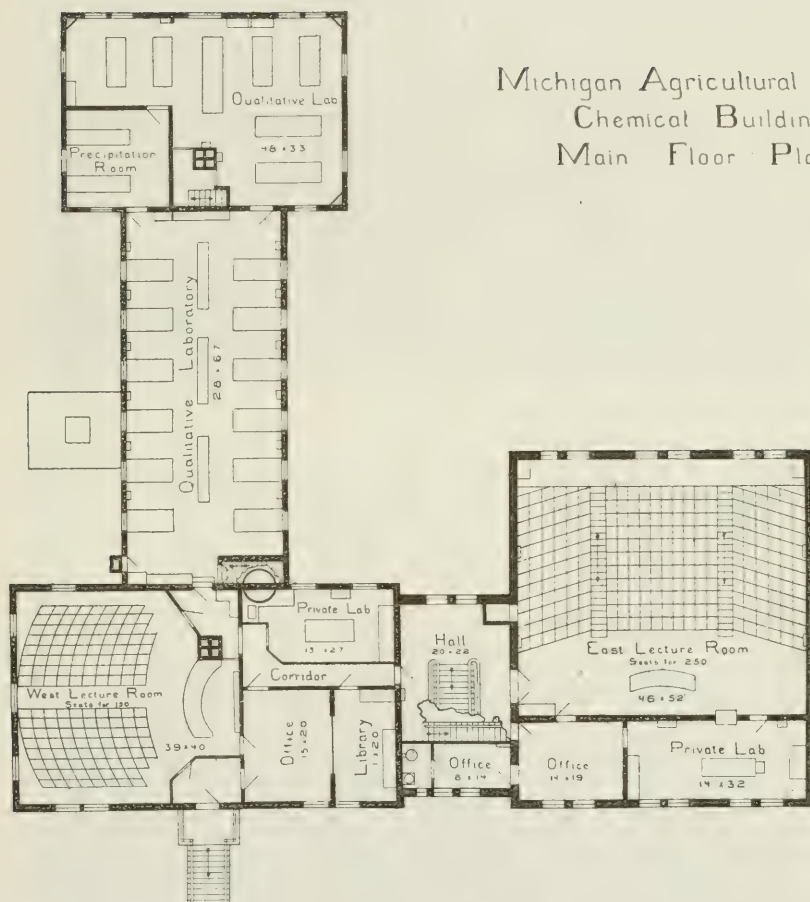 Michigan Agricultural
Chemical Buildin
Main Floor Pla
Qualitative Lab
48 x 33
Precipitation
Room
Qualitative Laboratory
28 x 67
Private Lab
13 x 27
Hall
20 x 28
East Lecture Room
Seats for 250
46 x 52
Corridor
West Lecture Room
Seats for 150
39 x 40
Office
15 x 20
Library
Office
8 x 14
Office
14 x 19
Private Lab
14 x 32